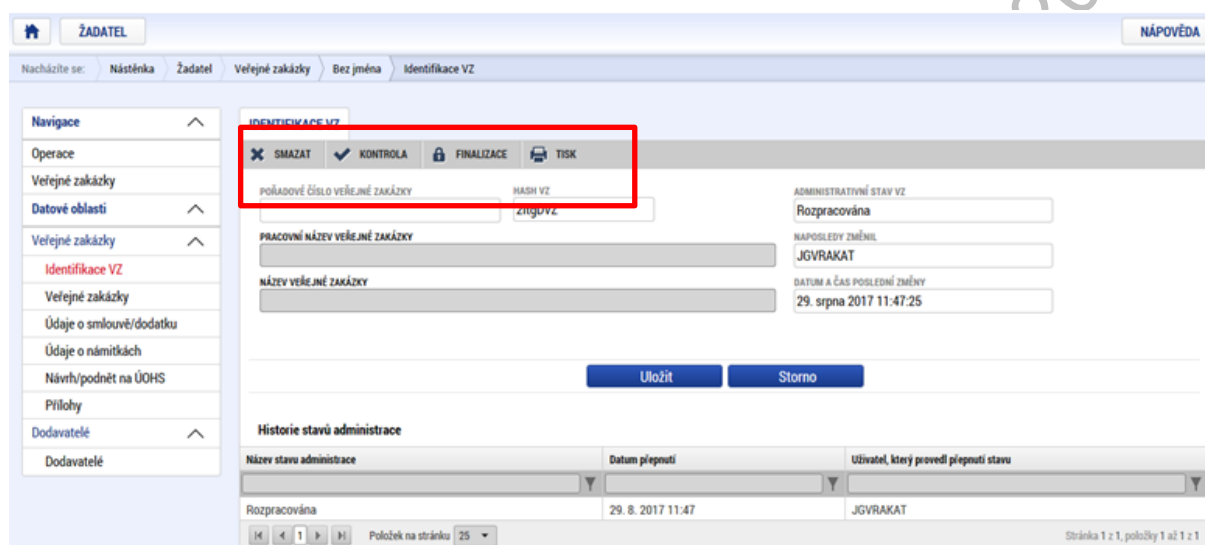 ŽADATEL NÁPOVĚDA
Nacházíte se: Nástěnka Žadatel Veřejné zakázky Bez jména Identifikace VZ
Navigace
Operace
Veřejné zakázky
Datové oblasti
Veřejné zakázky
Identifikace VZ
Veřejné zakázky
Údaje o smlouvě/dodatku
Údaje o námitkách
Návrh/podnět na ÚOHS
Přílohy
Dodavatelé
Dodavatelé
IDENTIFIKACE VZ
SMAZAT KONTROLA FINALIZACE TISK
POŘADOVÉ ČÍSLO VEŘEJNÉ ZAKÁZKY HASH VZ ADMINISTRATIVNÍ STAV VZ
Rozpracována
PRACOVNÍ NÁZEV VEŘEJNÉ ZAKÁZKY NAPOSLEDY ZMĚNIL
JGVRAKAT
NÁZEV VEŘEJNÉ ZAKÁZKY DATUM A ČAS POSLEDNÍ ZMĚNY
29. srpna 2017 11:47:25
Uložit Storno
Historie stavů administrace
Název stavu administrace Datum přepnutí Uživatel, který provedl přepnutí stavu
Rozpracována 29. 8. 2017 11:47 JGVRAKAT
1 Položek na stránku 25 Stránka 1 z 1, položky 1 až 1 z 1